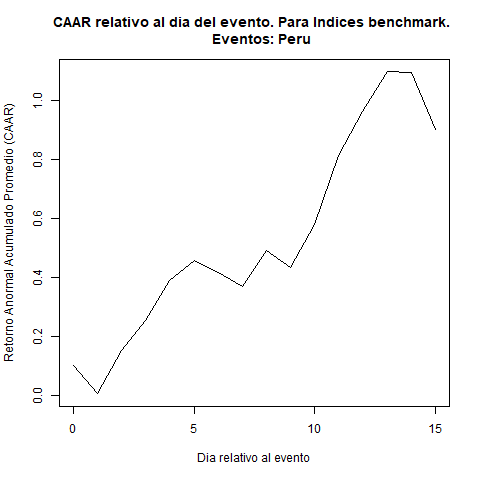 CAAR relativo al dia del evento. Para Indices benchmark.
Eventos: Peru
Retorno Anormal Acumulado Promedio (CAAR)
1.0
0.8
0.6
0.4
0.2
0.0
0 5 10 15
Dia relativo al evento